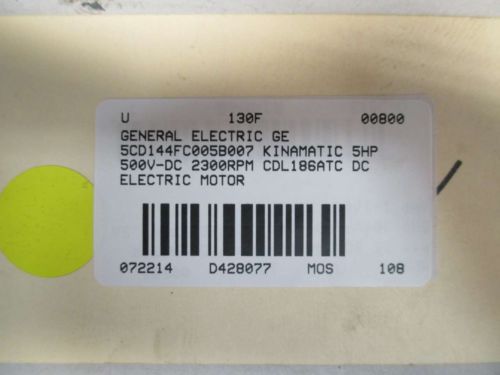 U 130F 00800
GENERAL ELECTRIC GE
5CD144FC005B007 KINAMATIC 5HP
500V-DC 2300RPM CDL186ATC DC
ELECTRIC MOTOR
072214 D428077 MOS 108